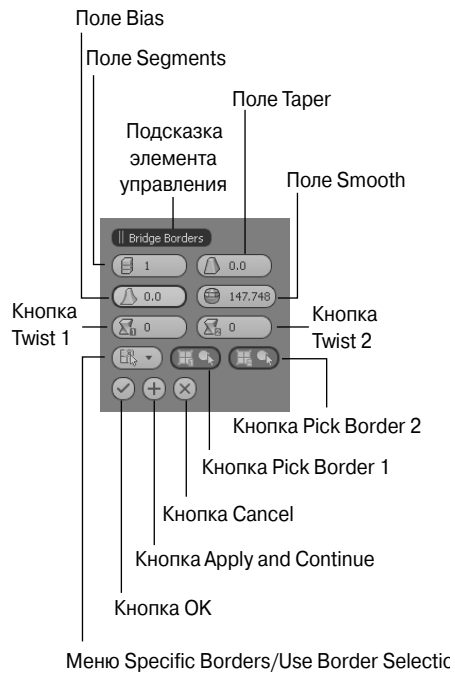 Поле Bias
Поле Segments
Поле Taper
Подсказка
элемента
управления
Поле Smooth
Bridge Borders
1
0.0
0.0
147.748
Кнопка
Twist 1
0
0
Кнопка
Twist 2
Кнопка Pick Border 2
Кнопка Pick Border 1
Кнопка Cancel
Кнопка Apply and Continue
Кнопка OK
Меню Specific Borders/Use Border Selectio